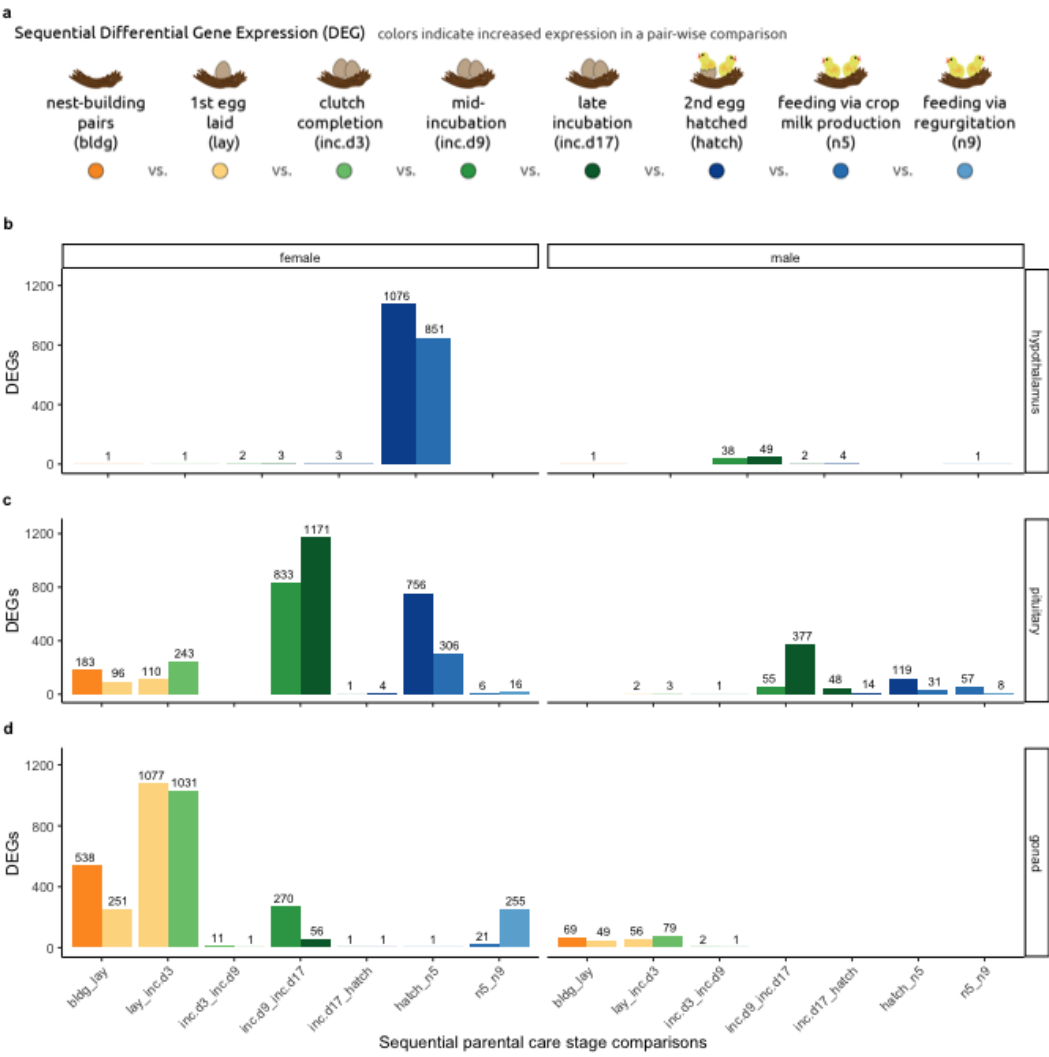 a
Sequential Differential Gene Expression (DEG) colors indicate increased expression in a pair-wise comparison
nest-building pairs (bldg)
1st egg laid (lay)
clutch completion (inc.d3)
mid-incubation (inc.d9)
late incubation (inc.d17)
2nd egg hatched (hatch)
feeding via crop milk production (n5)
feeding via regurgitation (n9)
vs. vs. vs. vs. vs. vs. vs.
b
female male
hypothalamus
DEGs
1200
800
400
0
1 1 2 3 3 1076 851
1 38 49 2 4 1
c
pituitary
DEGs
1200
800
400
0
183 96 110 243 833 1171 1 4 756 306 6 16
2 3 1 55 377 48 14 119 31 57 8
d
gonad
DEGs
1200
800
400
0
538 251 1077 1031 11 1 270 56 1 1 1 21 255
69 49 56 79 2 1
bldg_lay lay_inc.d3 inc.d3_inc.d9 inc.d9_inc.d17 inc.d17_hatch hatch_n5 n5_n9
bldg_lay lay_inc.d3 inc.d3_inc.d9 inc.d9_inc.d17 inc.d17_hatch hatch_n5 n5_n9
Sequential parental care stage comparisons